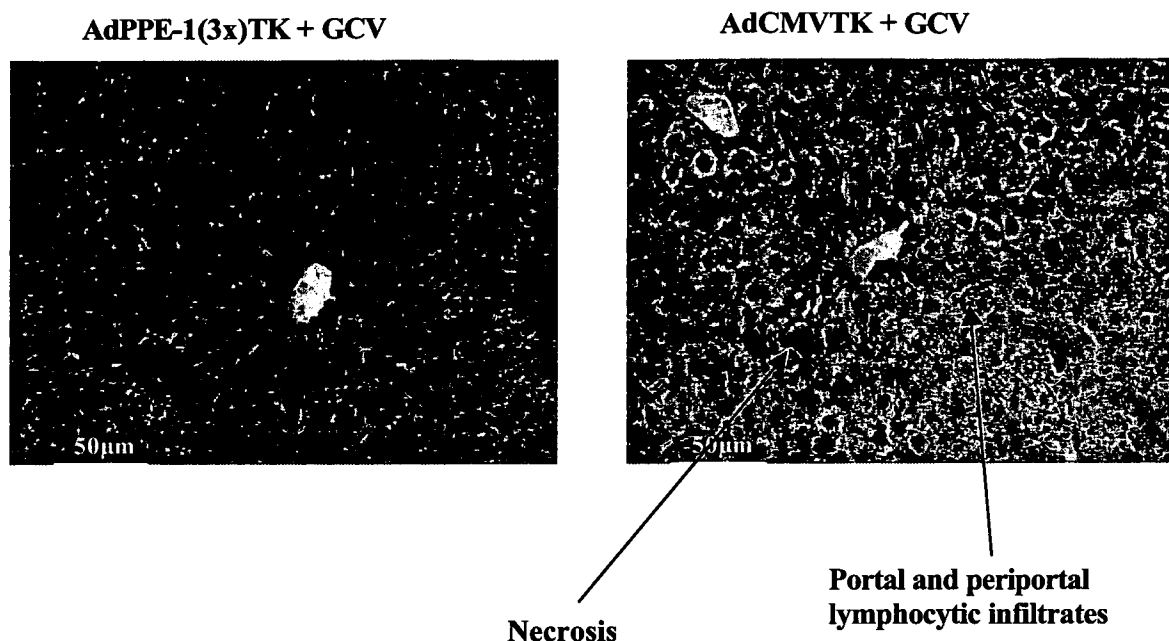 AdPPE-1(3x)TK + GCV
AdCMVTK + GCV
50μm
50μm
Necrosis
Portal and periportal
lymphocytic infiltrates